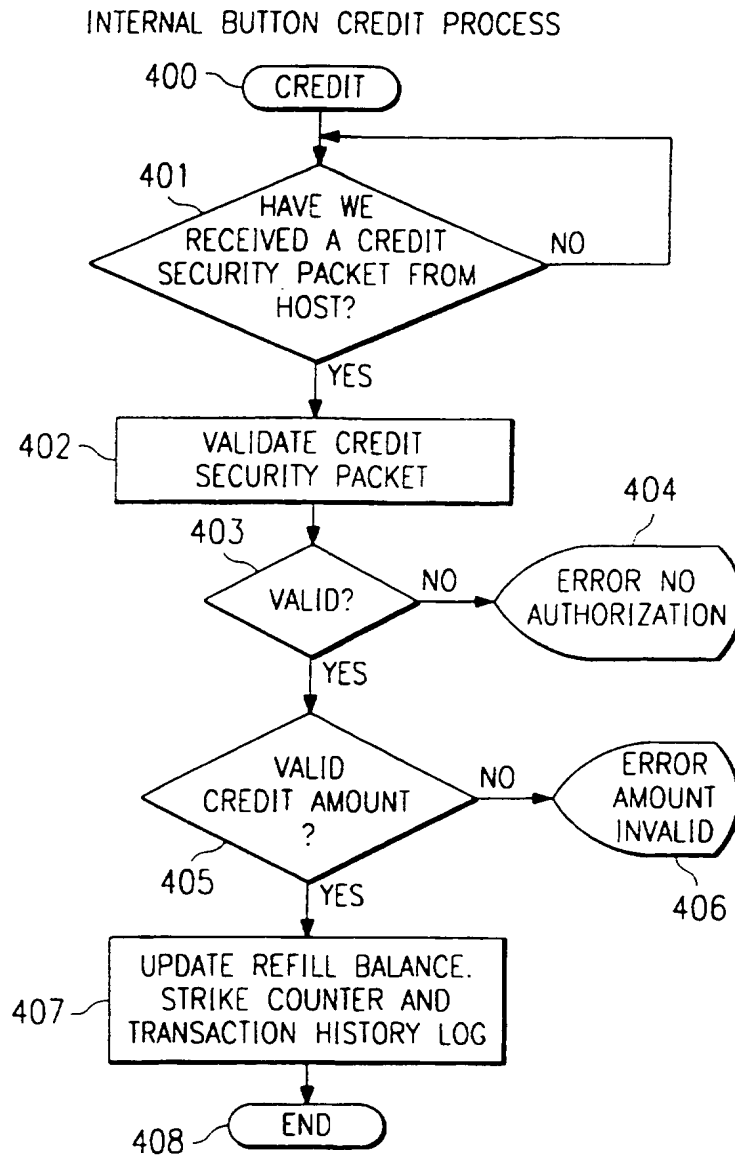 INTERNAL BUTTON CREDIT PROCESS
400
CREDIT
401
HAVE WE
RECEIVED A CREDIT
SECURITY PACKET FROM
HOST?
NO
YES
402
VALIDATE CREDIT
SECURITY PACKET
403
VALID?
NO
404
ERROR NO
AUTHORIZATION
YES
VALID
CREDIT AMOUNT
?
405
NO
ERROR
AMOUNT
INVALID
406
YES
407
UPDATE REFILL BALANCE.
STRIKE COUNTER AND
TRANSACTION HISTORY LOG
END
408